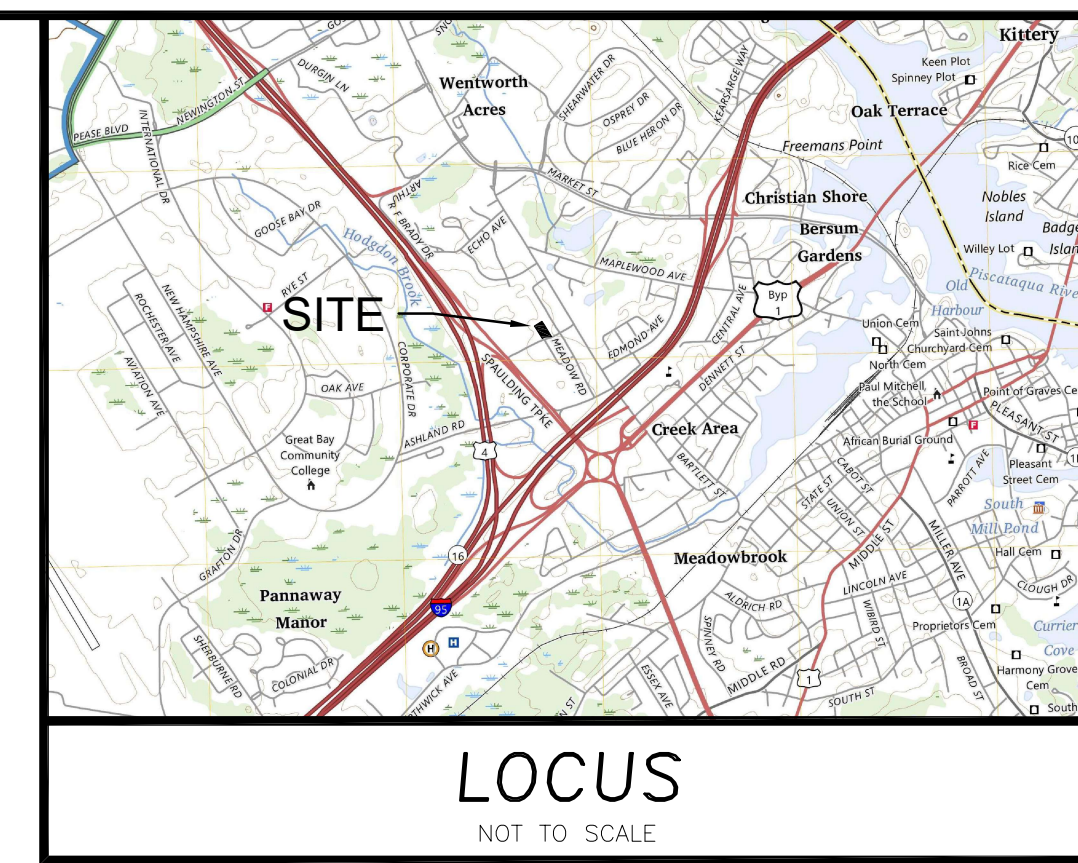 Kittery
Keen Plot
Spinney Plot
DURGIN LN
Wentworth
Acres
SHEARWATER DR
OSPREY DR
BLUE HERON DR
KEARSARGE WAY
Oak Terrace
NEWINGTON ST
PEASE BLVD
INTERNATIONAL DR
Freemans Point
Rice Cem
MARKET ST
Christian Shore
Nobles
Island
R F BRADY DR
GOOSE BAY DR
Hodgdon Brook
ECHO AVE
Bersum
Gardens
Willey Lot
MAPLEWOOD AVE
Piscataqua
RYE ST
F
SITE
Byp
1
Old
Harbour
CENTRAL AVE
NEW HAMPSHIRE AVE
ROCHESTER AVE
AVIATION AVE
CORPORATE DR
SPAULDING TPKE
MEADOW RD
EDMOND AVE
DENNETT ST
Union Cem
North Cem
Saint Johns
Churchyard Cem
OAK AVE
Paul Mitchell
the School
Point of Graves Ce
PLEASANT ST
ASHLAND RD
Creek Area
African Burial Ground
F
Great Bay
Community
College
4
BARTLETT ST
CABOT ST
STATE ST
UNION ST
MIDDLE ST
PARROTT AVE
Pleasant
Street Cem
South
Mill Pond
MILLER AVE
Hall Cem
GRAFTON DR
16
Meadowbrook
LINCOLN AVE
CLOUGH DR
Pannaway
Manor
95
ALDRICH RD
WIBIRD ST
1A
Proprietors Cem
Currier
Cove
SPINNEY RD
H
H
SHERBURNE RD
COLONIAL DR
THWICK AVE
ESSEX AVE
MIDDLE RD
1
SOUTH ST
BROAD ST
Harmony Grove
Cem
South
LOCUS
NOT TO SCALE